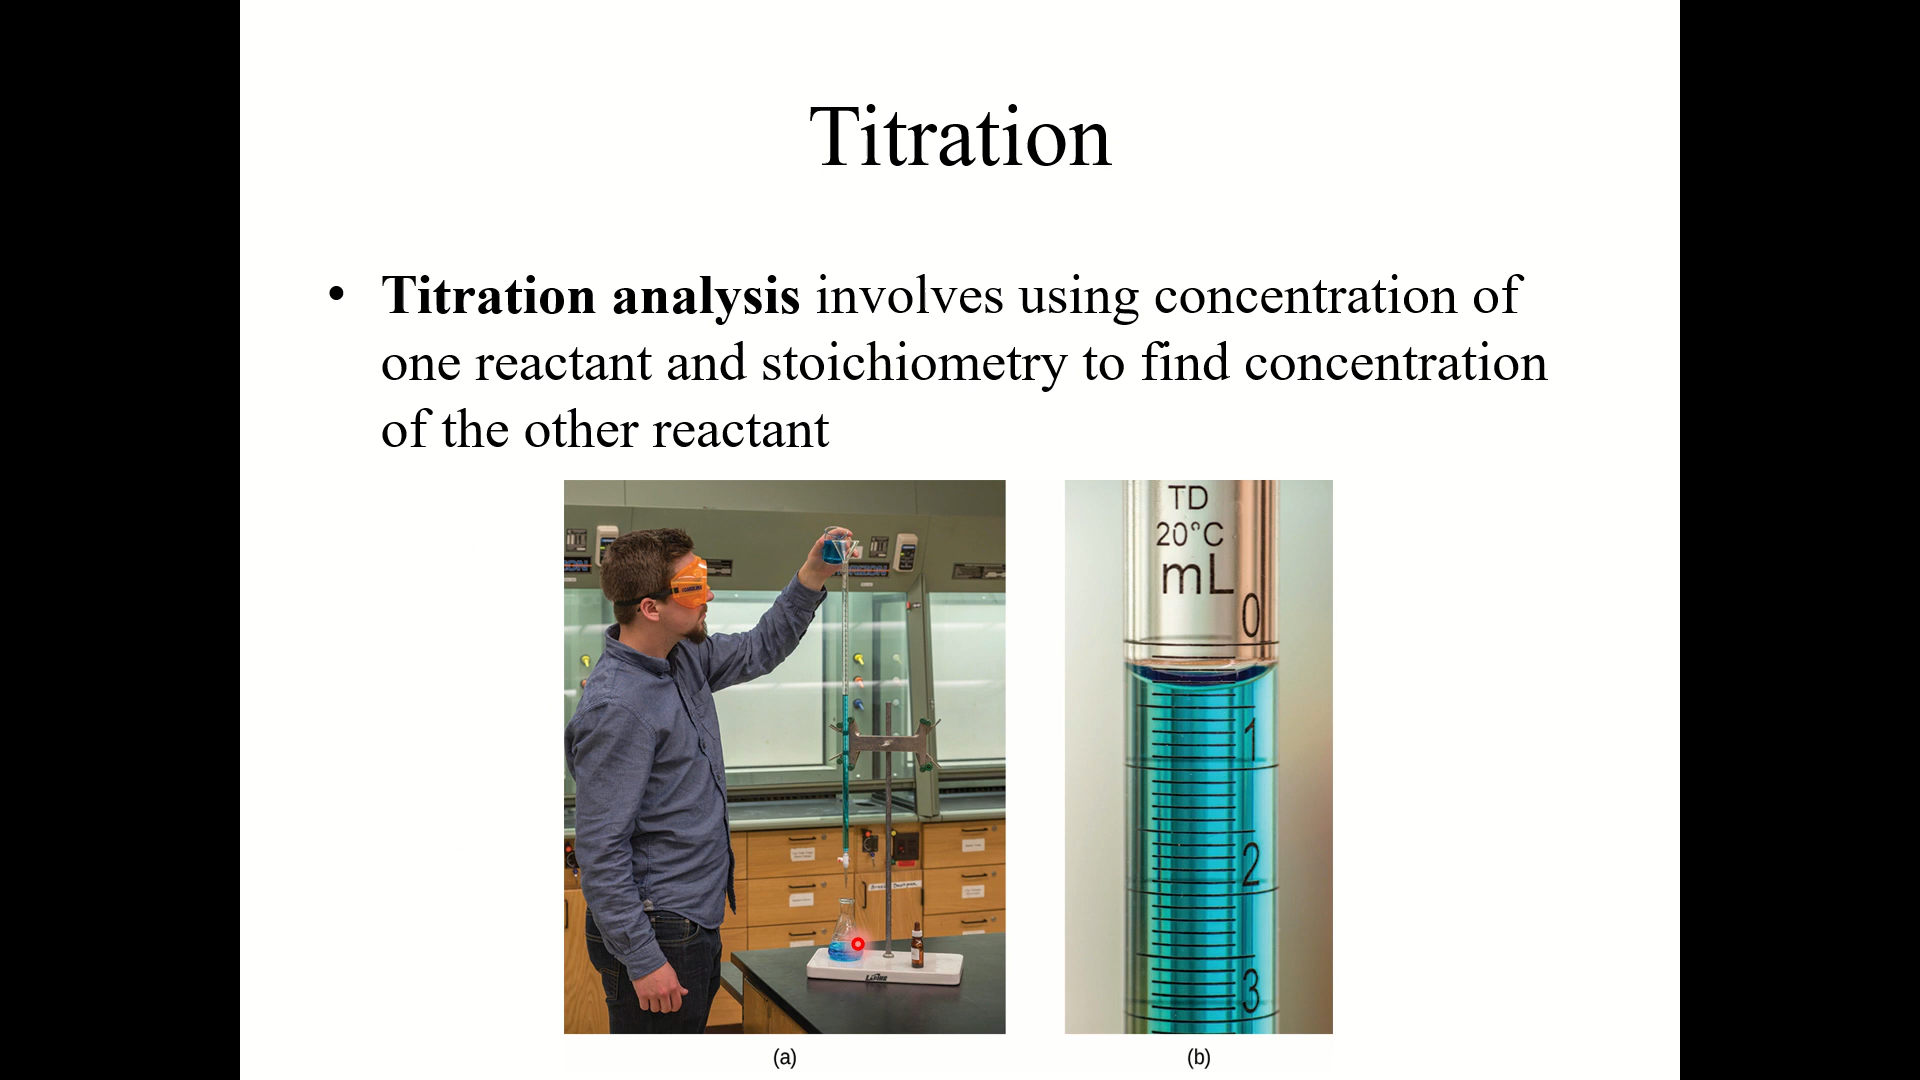 Titration
• Titration analysis involves using concentration of
one reactant and stoichiometry to find concentration
of the other reactant
TD
20°C
mL
0
1
2
3
(a)
(b)